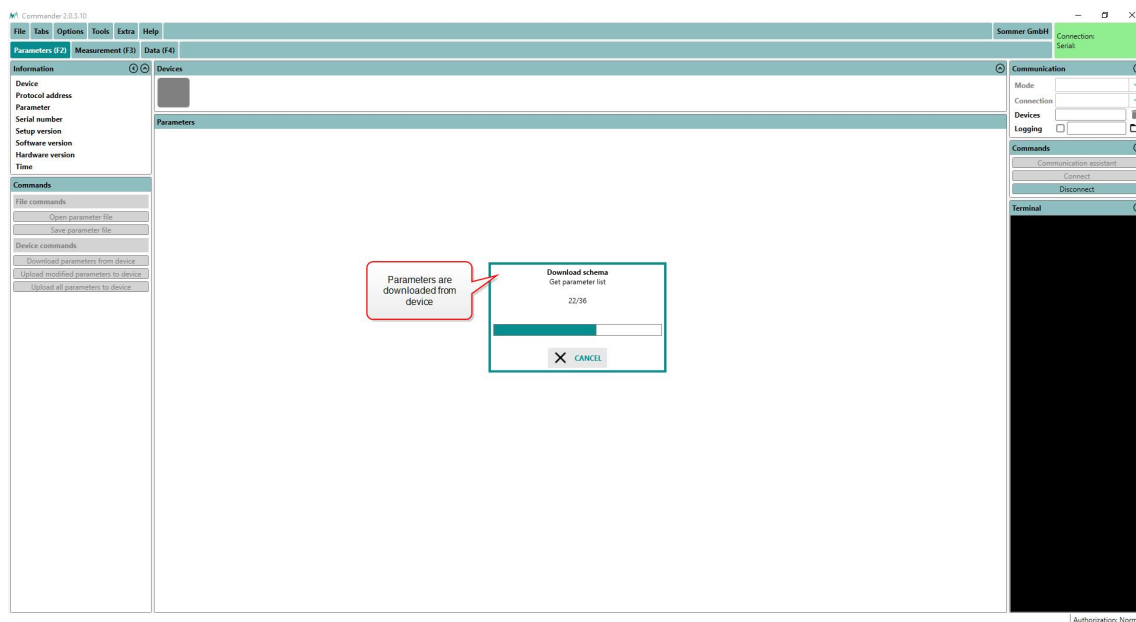 Commander 2.0.3.10
File Tabs Options Tools Extra Help
Sommer GmbH
Connection:
Serial:
Parameters (F2) Measurement (F3) Data (F4)
Information
Device
Protocol address
Parameter
Serial number
Setup version
Software version
Hardware version
Time
Commands
File commands
Open parameter file
Save parameter file
Device commands
Download parameters from device
Upload modified parameters to device
Upload all parameters to device
Devices
Parameters
Parameters are
downloaded from
device
Download schema
Get parameter list
22/36
CANCEL
Communication
Mode
Connection
Devices
Logging
Commands
Communication assistant
Connect
Disconnect
Terminal
Authorization: Norm